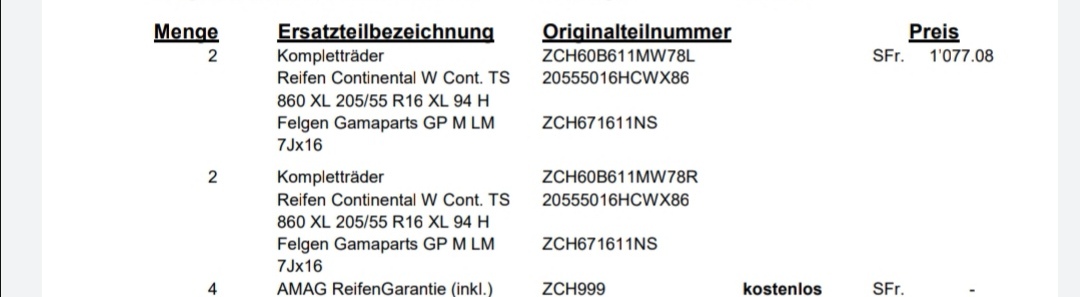 Menge Ersatzteilbezeichnung Originalteilnummer Preis
2 Kompletträder ZCH60B611MW78L SFr. 1'077.08
Reifen Continental W Cont. TS 20555016HCWX86
860 XL 205/55 R16 XL 94 H
Felgen Gamaparts GP M LM ZCH671611NS
7Jx16
2 Kompletträder ZCH60B611MW78R
Reifen Continental W Cont. TS 20555016HCWX86
860 XL 205/55 R16 XL 94 H
Felgen Gamaparts GP M LM ZCH671611NS
7Jx16
4 AMAG ReifenGarantie (inkl.) ZCH999 kostenlos SFr. -